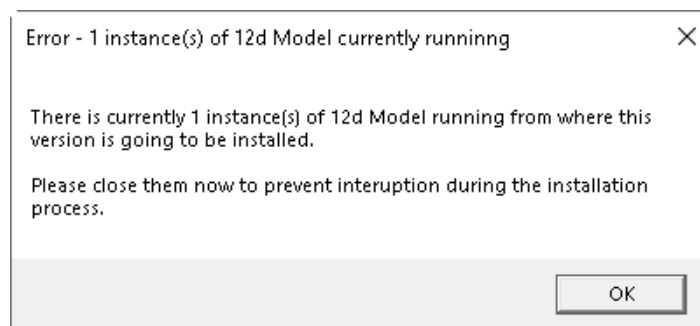 Error - 1 instance(s) of 12d Model currently runninng
There is currently 1 instance(s) of 12d Model running from where this
version is going to be installed.
Please close them now to prevent interuption during the installation
process.
OK